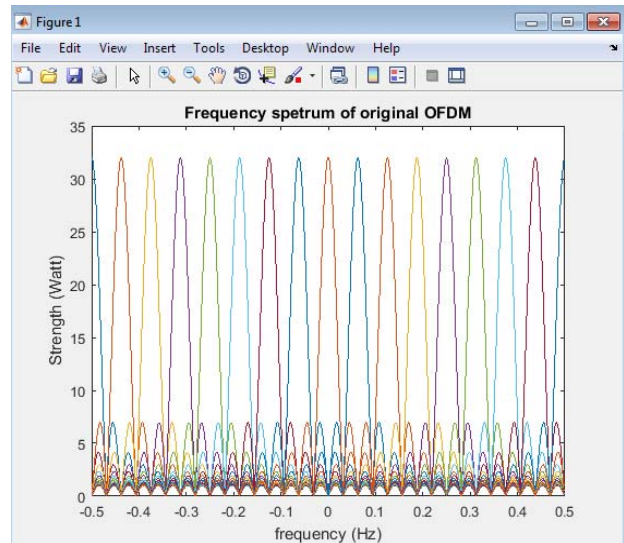 Figure 1
File Edit View Insert Tools Desktop Window Help
Frequency spetrum of original OFDM
35
30
25
20
15
10
5
0
Strength (Watt)
-0.5 -0.4 -0.3 -0.2 -0.1 0 0.1 0.2 0.3 0.4 0.5
frequency (Hz)